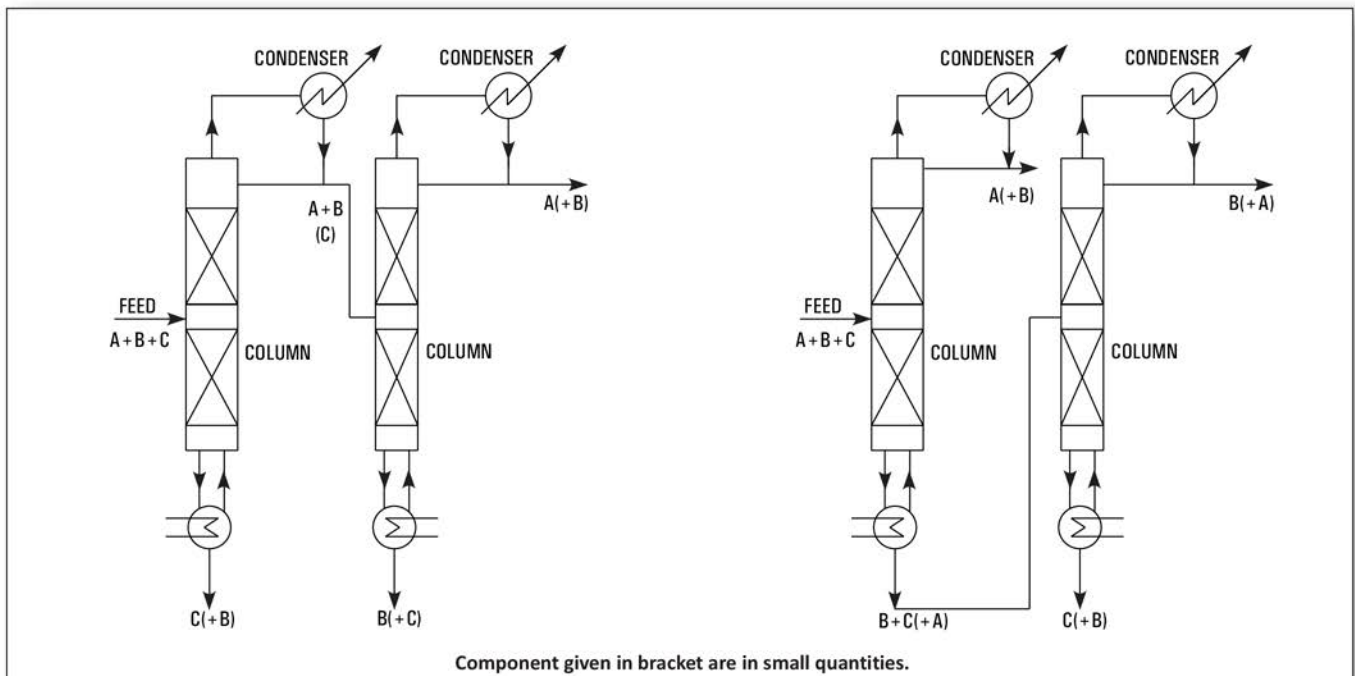 CONDENSER
CONDENSER
A+B
(C)
A(+B)
FEED
A+B+C
COLUMN
COLUMN
C(+B)
B(+C)
CONDENSER
CONDENSER
A(+B)
B(+A)
FEED
A+B+C
COLUMN
COLUMN
B+C(+A)
C(+B)
Component given in bracket are in small quantities.